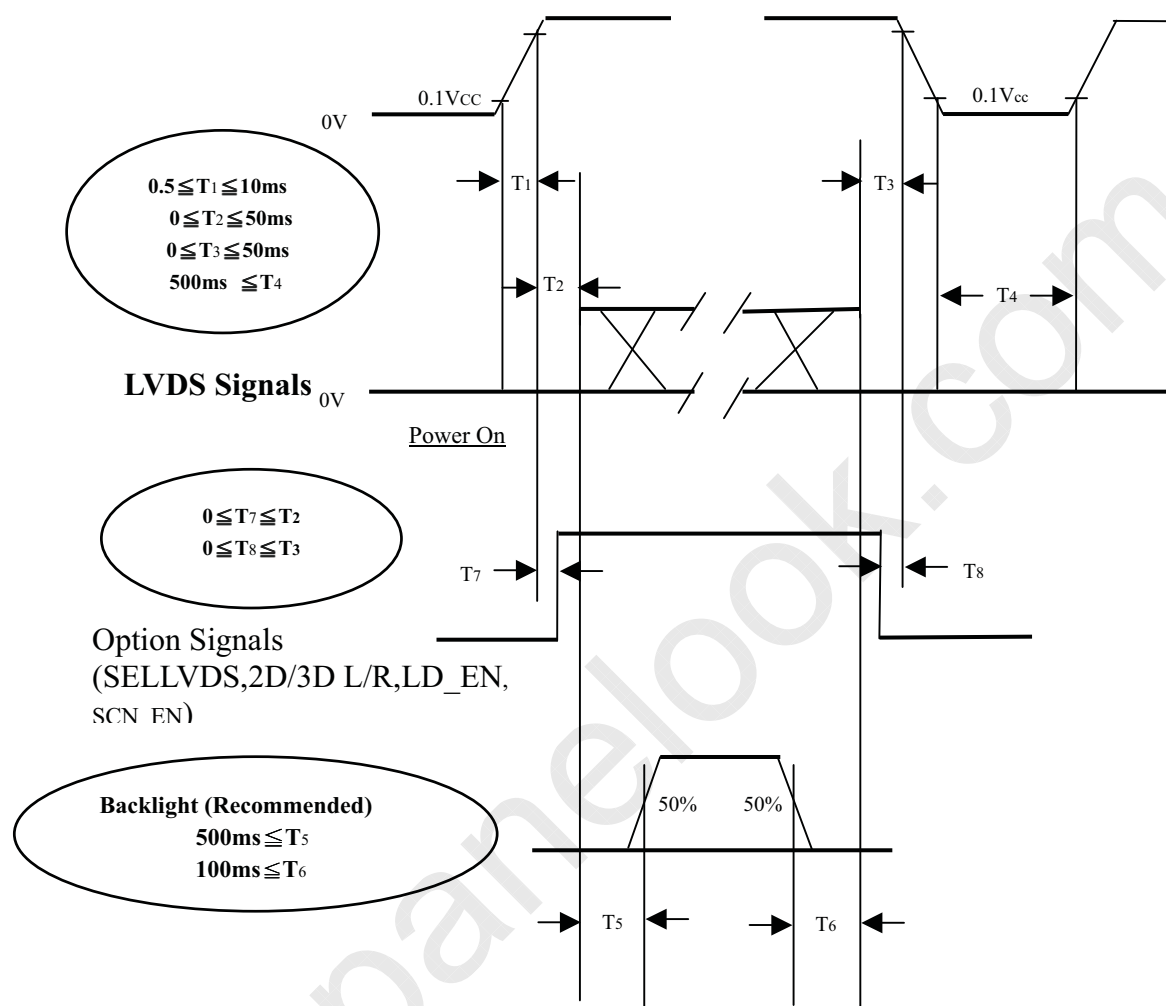 0.1VCC
0.1Vcc
0V
0.5≦T1≦10ms
0≦T2≦50ms
0≦T3≦50ms
500ms ≦T4
T1
T3
T2
T4
LVDS Signals 0V
Power On
0≦T7≦T2
0≦T8≦T3
T7
T8
Option Signals
(SELLVDS,2D/3D L/R,LD_EN,
SCN_EN)
Backlight (Recommended)
500ms≦T5
100ms≦T6
50%
50%
T5
T6
panelook.com